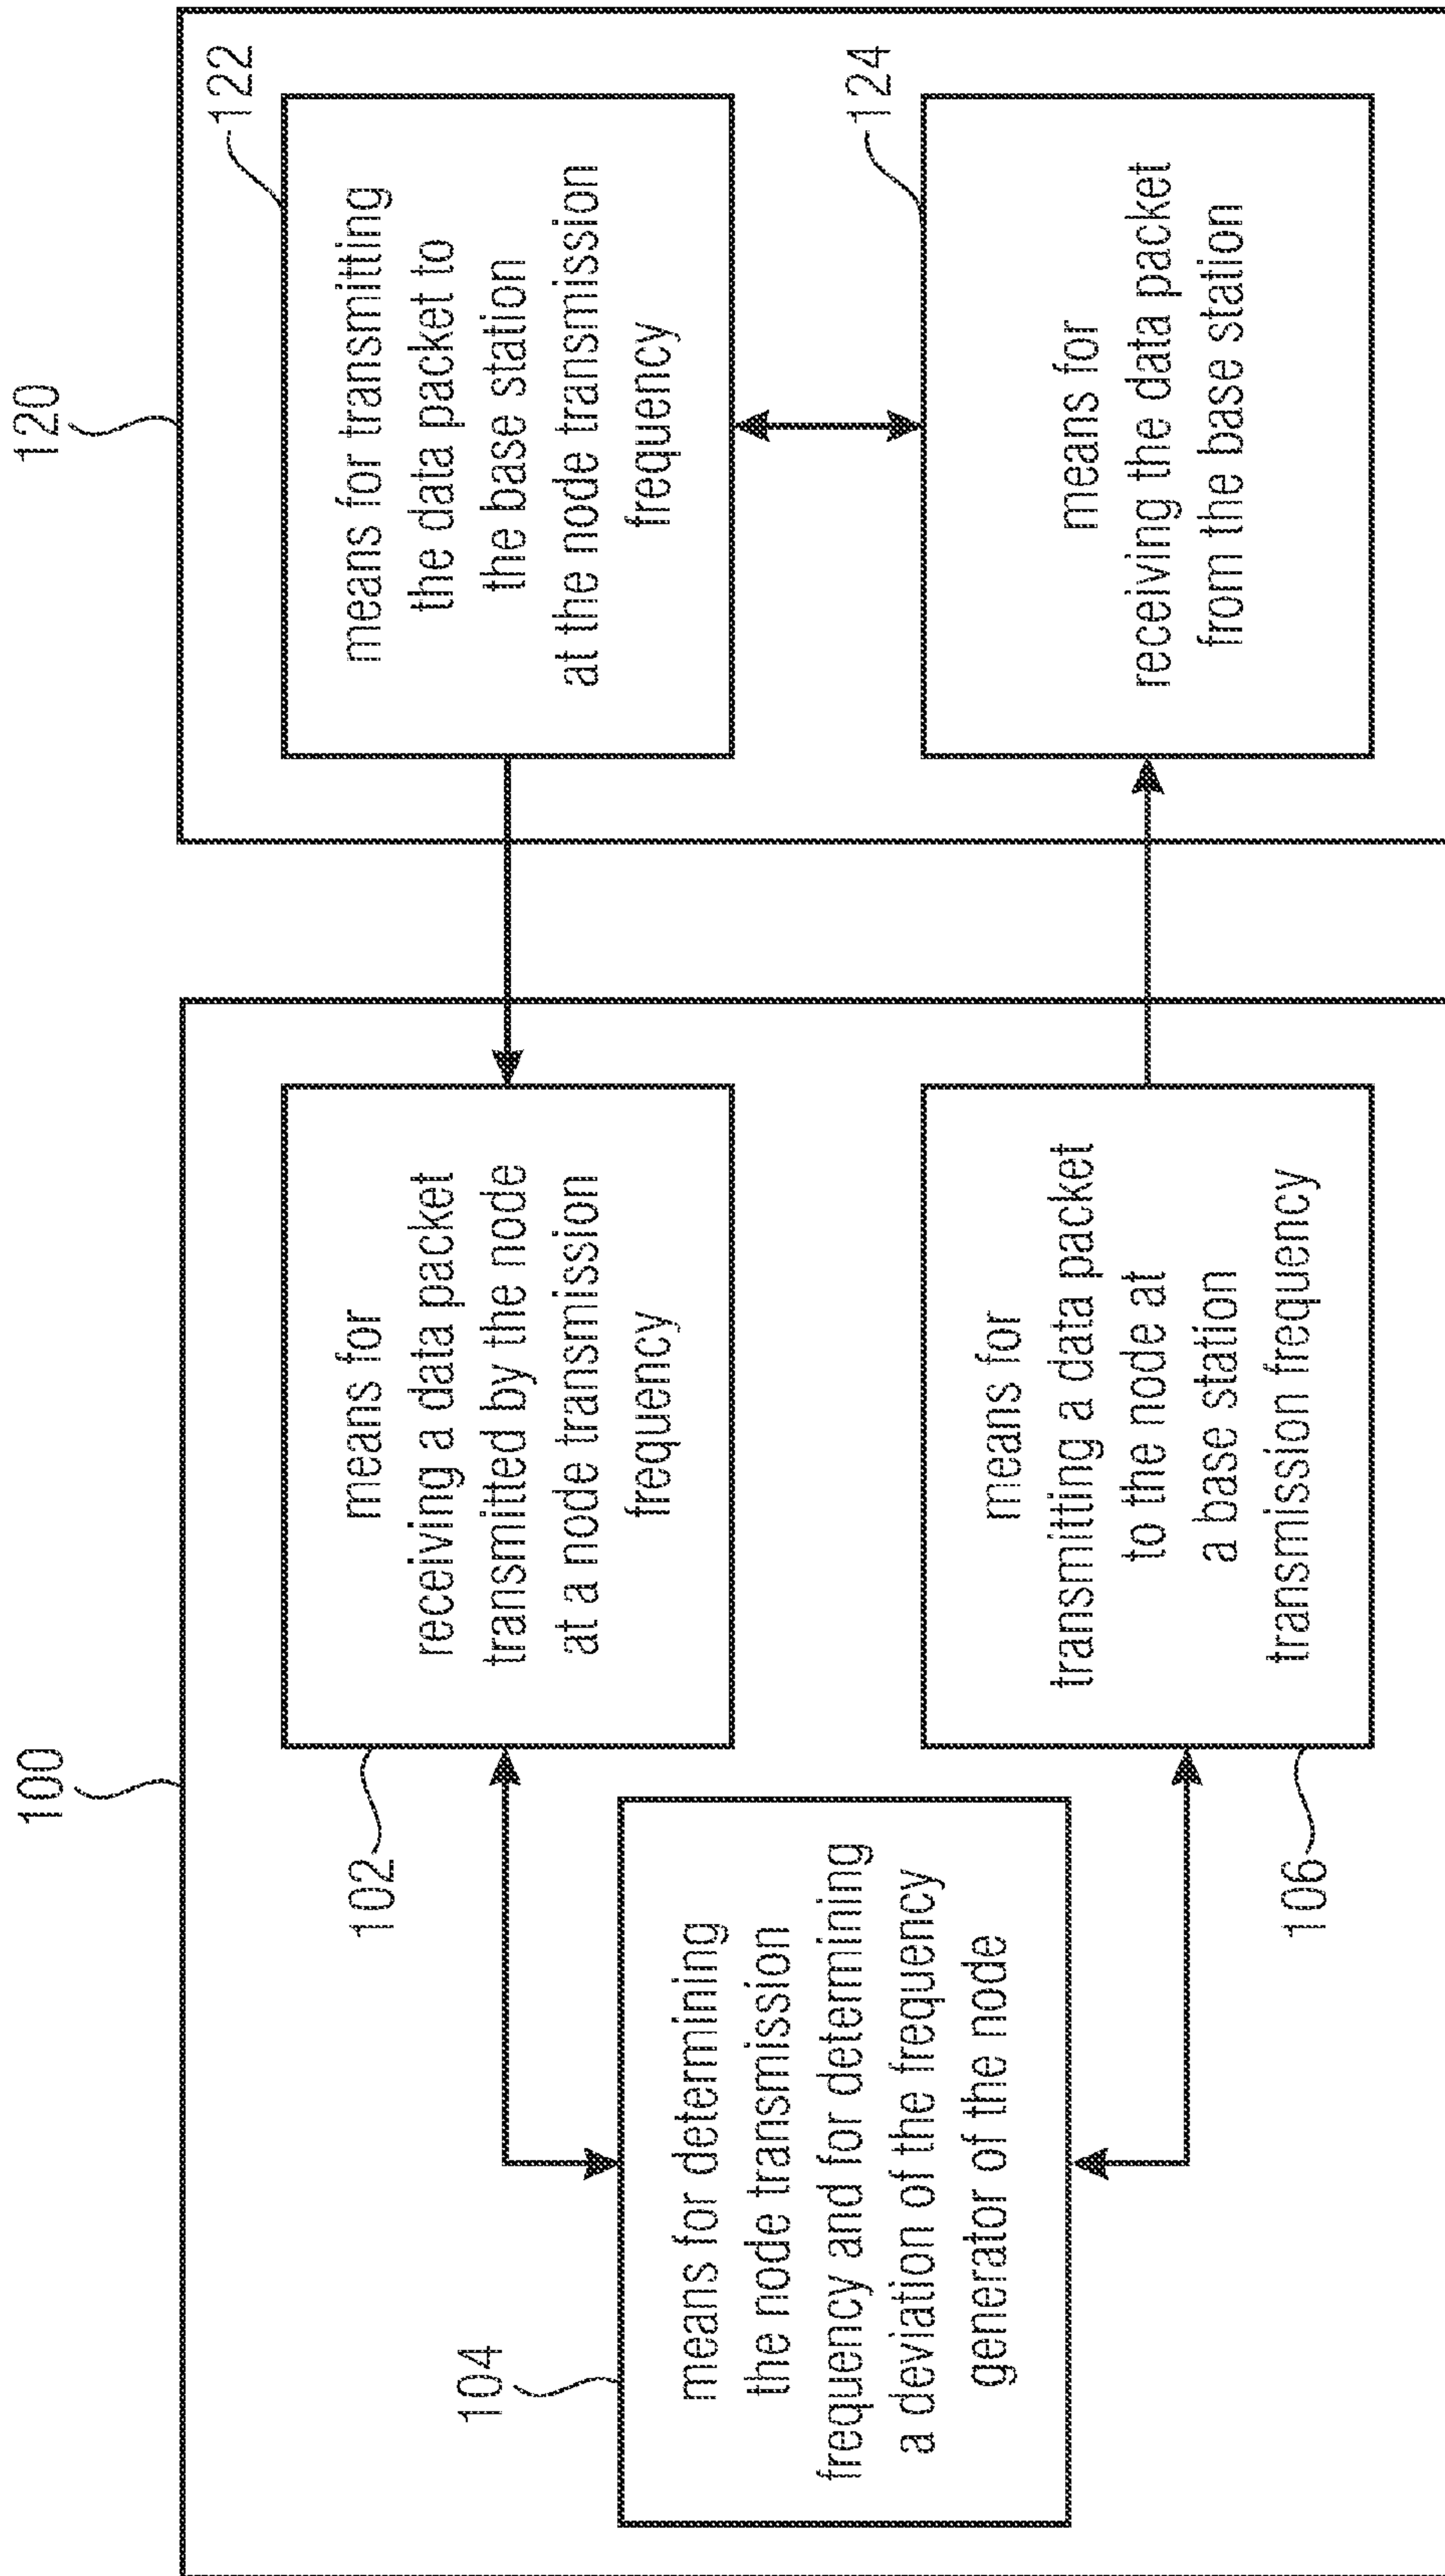 100
120
104
means for determining
the node transmission
frequency and for determining
a deviation of the frequency
generator of the node
102
means for
receiving a data packet
transmitted by the node
at a node transmission
frequency
106
means for
transmitting a data packet
to the node at
a base station
transmission frequency
122
means for transmitting
the data packet to
the base station
at the node transmission
frequency
124
means for
receiving the data packet
from the base station